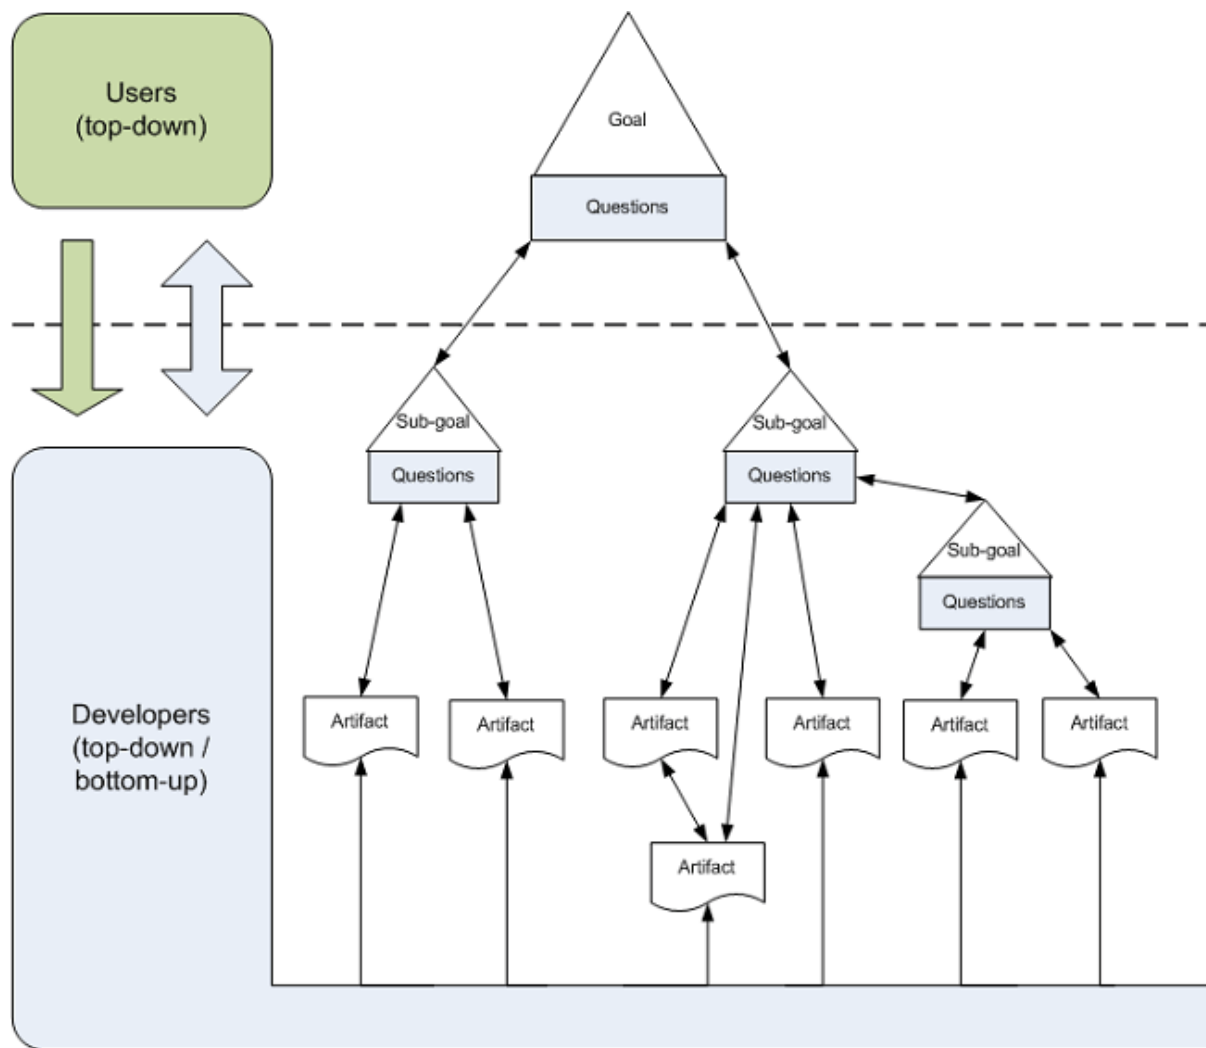 Users
(top-down)
Goal
Questions
Sub-goal
Questions
Sub-goal
Questions
Sub-goal
Questions
Developers
(top-down /
bottom-up)
Artifact
Artifact
Artifact
Artifact
Artifact
Artifact
Artifact